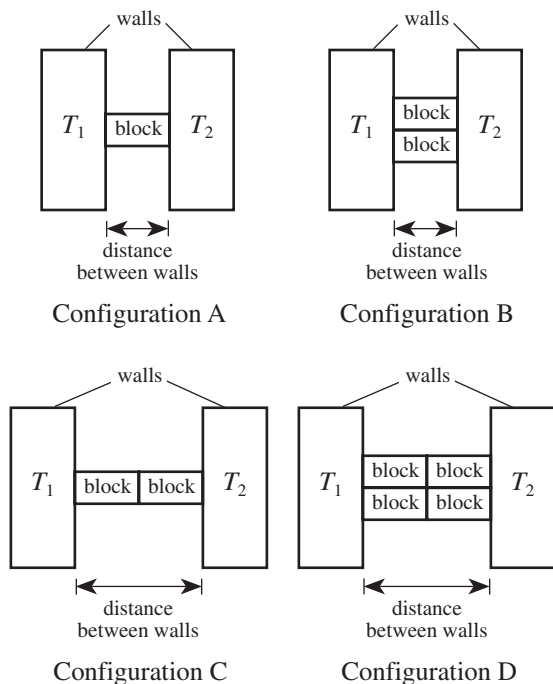 walls
T1 block T2
distance
between walls
Configuration A
walls
T1 block T2
block
distance
between walls
Configuration B
walls
T1 block block T2
distance
between walls
Configuration C
walls
T1 block block T2
block block
distance
between walls
Configuration D